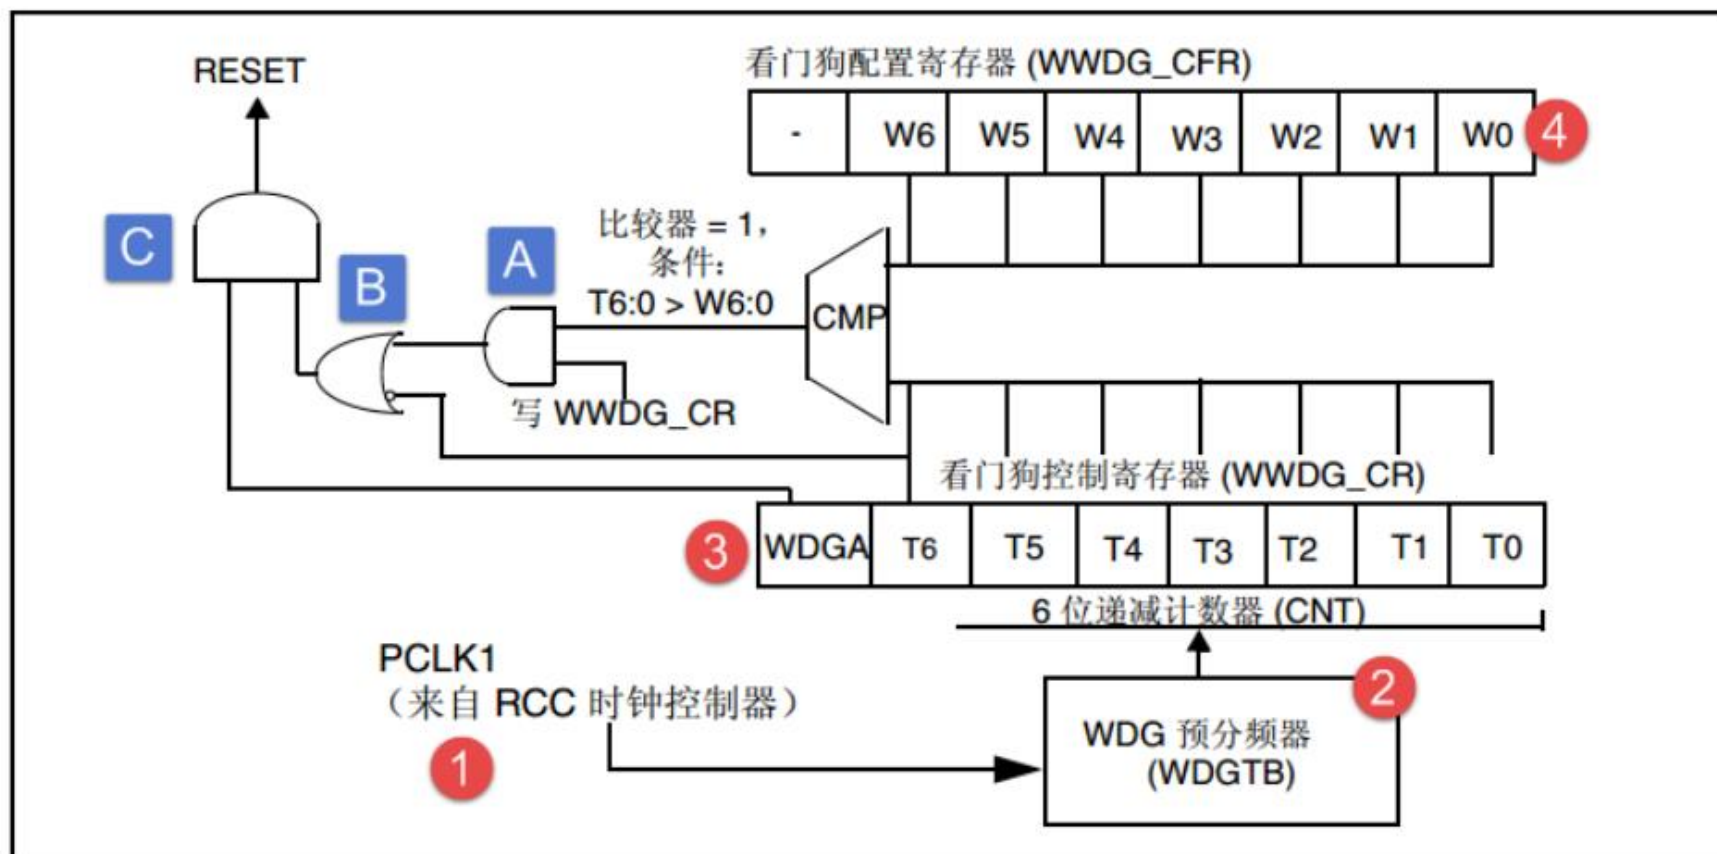 RESET
看门狗配置寄存器 (WWDG_CFR)
- W6 W5 W4 W3 W2 W1 W0 4
C
B
A
比较器 = 1,
条件:
T6:0 > W6:0
CMP
写 WWDG_CR
看门狗控制寄存器 (WWDG_CR)
3 WDGA T6 T5 T4 T3 T2 T1 T0
6 位递减计数器 (CNT)
PCLK1
（来自 RCC 时钟控制器）
1
2
WDG 预分频器
(WDGTB)